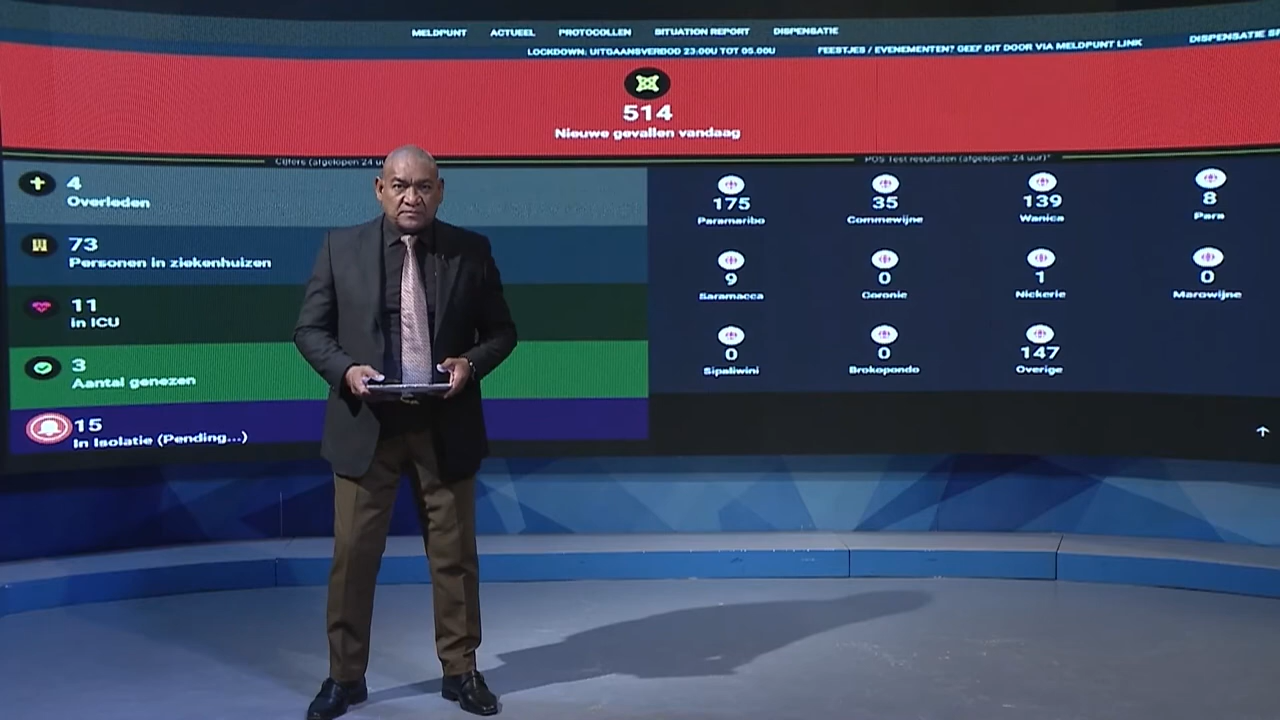 MELDPUNT ACTUEEL PROTOCOLLEN SITUATION REPORT DISPENSATIE
LOCKDOWN: UITGAANSVERBOD 23:00U TOT 05.00U FEESTJES / EVENEMENTEN? GEEF DIT DOOR VIA MELDPUNT LINK DISPENSATIE
514
Nieuwe gevallen vandaag
Cijfers (afgelopen 24
POS Test resultaten (afgelopen 24 uur)*
4
Overleden
73
Personen in ziekenhuizen
11
in ICU
3
Aantal genezen
15
In Isolatie (Pending...)
175 35 139 8
Paramaribo Commewijne Wanica Para
9 0 1 0
Saramacca Coronie Nickerie Marowijne
0 0 147
Sipaliwini Brokopondo Overige